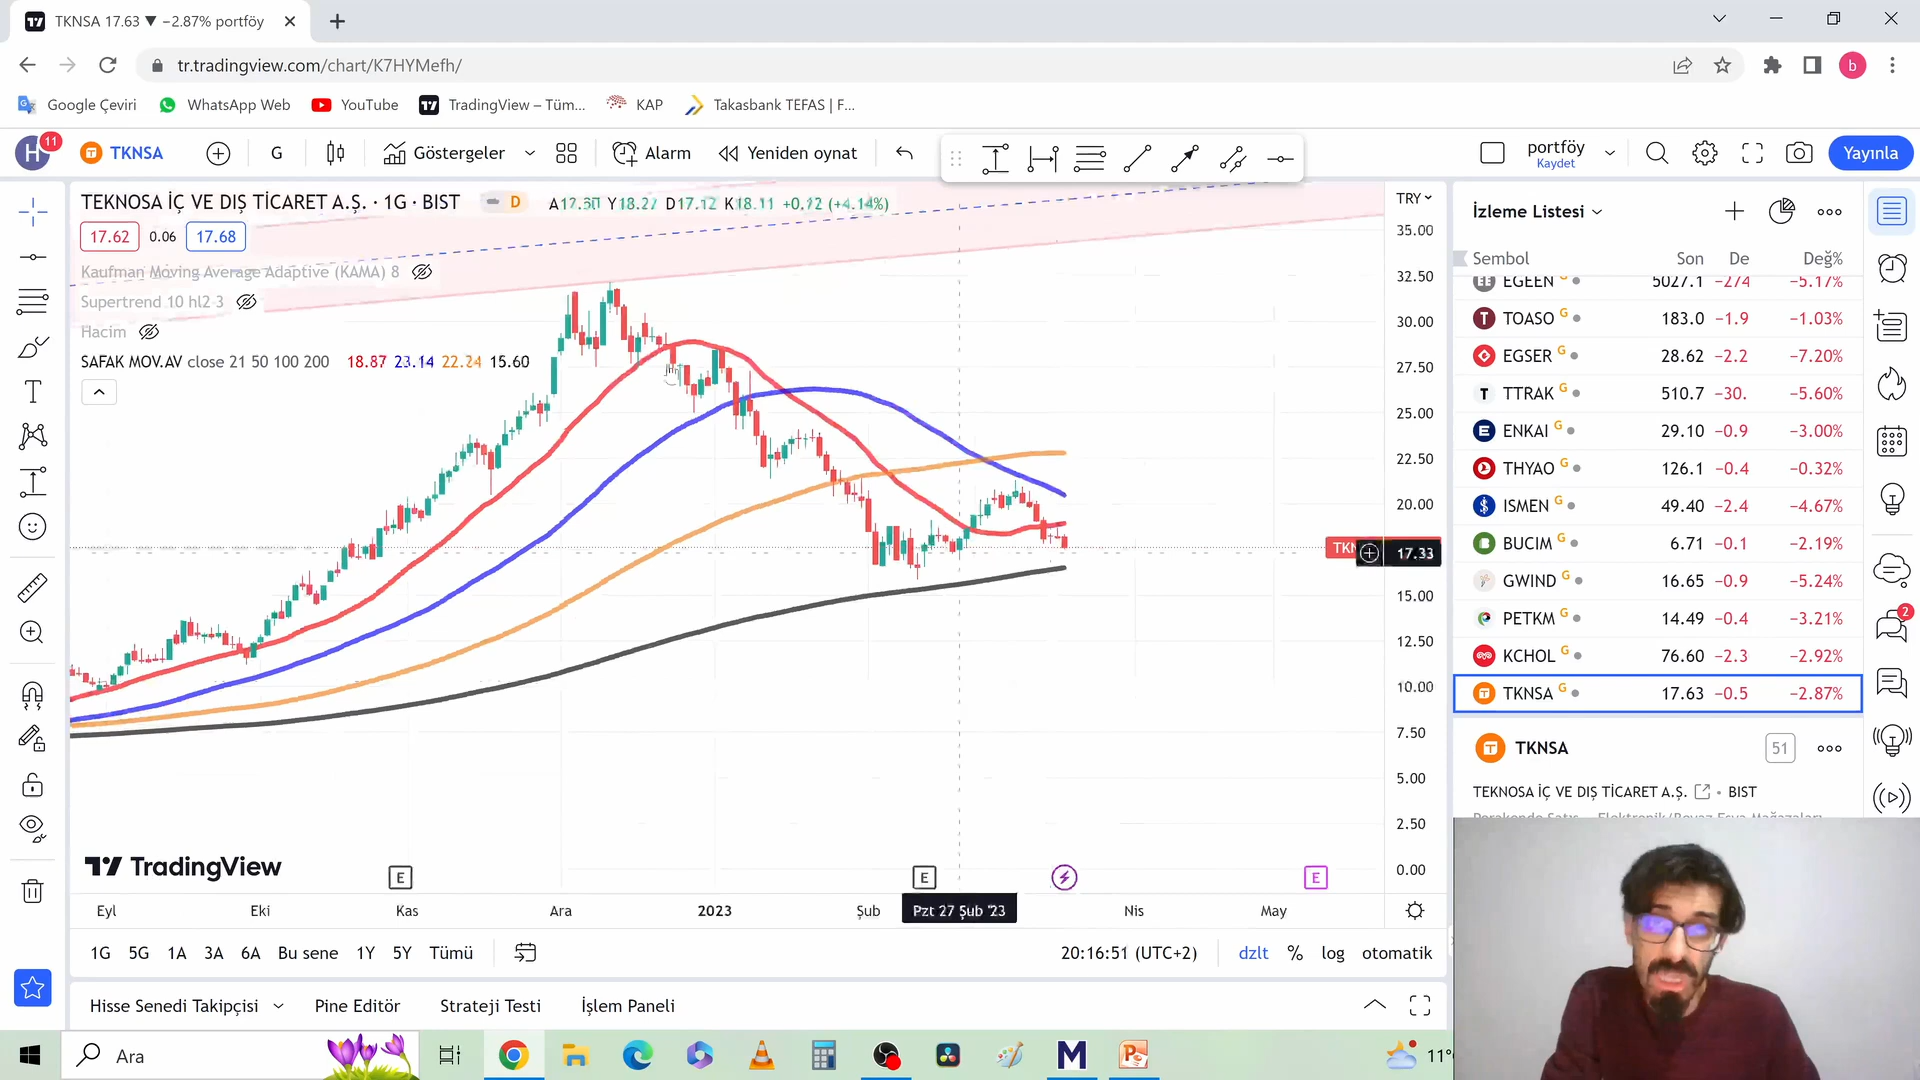 TKNSA 17.63 ▼ −2.87% portföy
tr.tradingview.com/chart/K7HYMefh/
b
Google Çeviri
WhatsApp Web
YouTube
TradingView – Tüm...
KAP
Takasbank TEFAS | F...
H
11
TKNSA
G
Göstergeler
Alarm
Yeniden oynat
portföy
Kaydet
Yayınla
TEKNOSA İÇ VE DIŞ TİCARET A.Ş. · 1G · BIST
D
17.62
0.06
17.68
Kaufman Moving Average Adaptive (KAMA) 8
Supertrend 10 hl2 3
Hacim
SAFAK MOV.AV close 21 50 100 200 18.87 23.14 22.24 15.60
TRY
35.00
32.50
30.00
27.50
25.00
22.50
20.00
TKN
17.33
15.00
12.50
10.00
7.50
5.00
2.50
0.00
TradingView
E
E
E
Eyl
Eki
Kas
Ara
2023
Şub
Pzt 27 Şub '23
Nis
May
1G
5G
1A
3A
6A
Bu sene
1Y
5Y
Tümü
20:16:51 (UTC+2)
dzlt
%
log
otomatik
Hisse Senedi Takipçisi
Pine Editör
Strateji Testi
İşlem Paneli
İzleme Listesi
Sembol Son De Değ%
EGEEN G 5027.1 −274 −5.17%
TOASO G 183.0 −1.9 −1.03%
EGSER G 28.62 −2.2 −7.20%
TTRAK G 510.7 −30. −5.60%
ENKAI G 29.10 −0.9 −3.00%
THYAO G 126.1 −0.4 −0.32%
ISMEN G 49.40 −2.4 −4.67%
BUCIM G 6.71 −0.1 −2.19%
GWIND G 16.65 −0.9 −5.24%
PETKM G 14.49 −0.4 −3.21%
KCHOL G 76.60 −2.3 −2.92%
TKNSA G 17.63 −0.5 −2.87%
TKNSA
51
TEKNOSA İÇ VE DIŞ TİCARET A.Ş. • BIST
2
Ara
11°